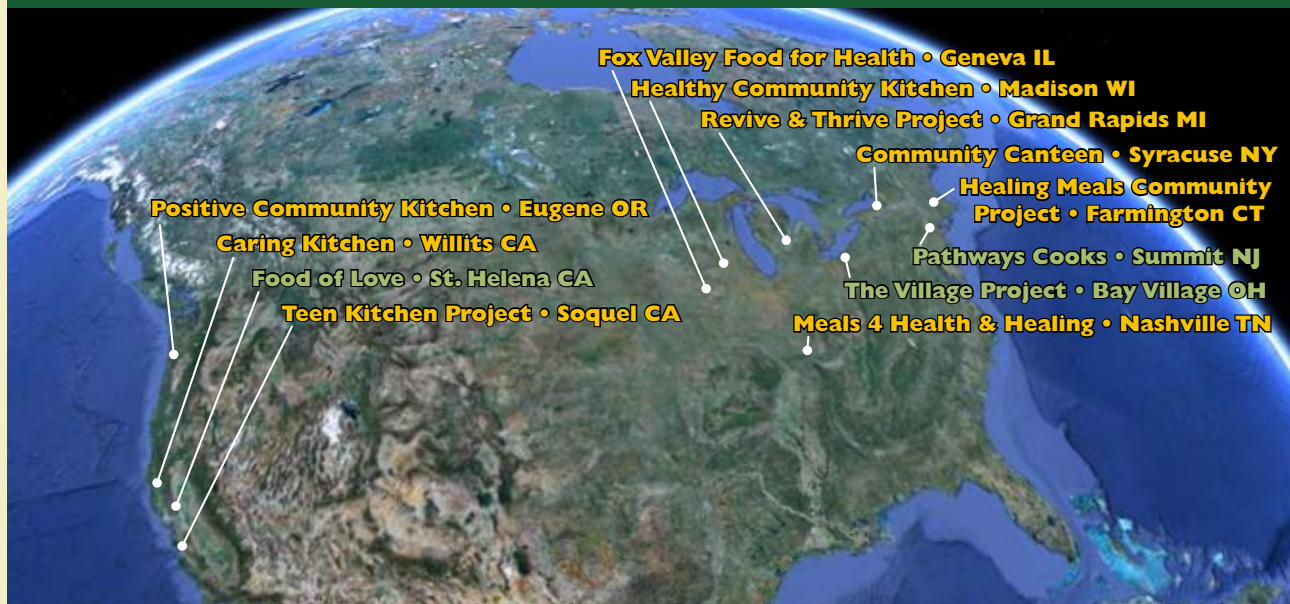 Fox Valley Food for Health • Geneva IL
Healthy Community Kitchen • Madison WI
Revive & Thrive Project • Grand Rapids MI
Community Canteen • Syracuse NY
Healing Meals Community
Project • Farmington CT
Pathways Cooks • Summit NJ
The Village Project • Bay Village OH
Meals 4 Health & Healing • Nashville TN
Positive Community Kitchen • Eugene OR
Caring Kitchen • Willits CA
Food of Love • St. Helena CA
Teen Kitchen Project • Soquel CA